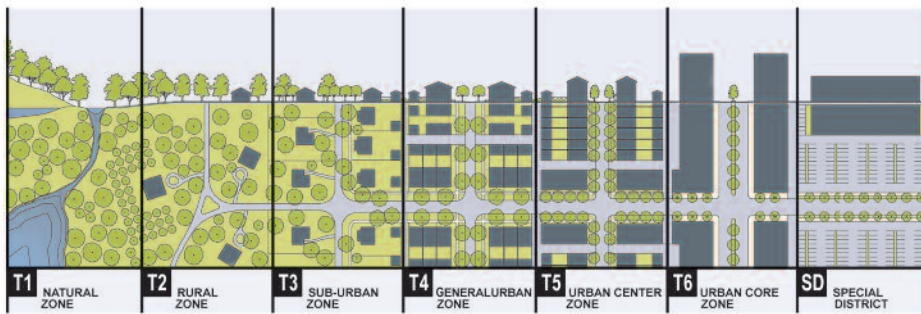 T1 NATURAL
ZONE
T2 RURAL
ZONE
T3 SUB-URBAN
ZONE
T4 GENERALURBAN
ZONE
T5 URBAN CENTER
ZONE
T6 URBAN CORE
ZONE
SD SPECIAL
DISTRICT